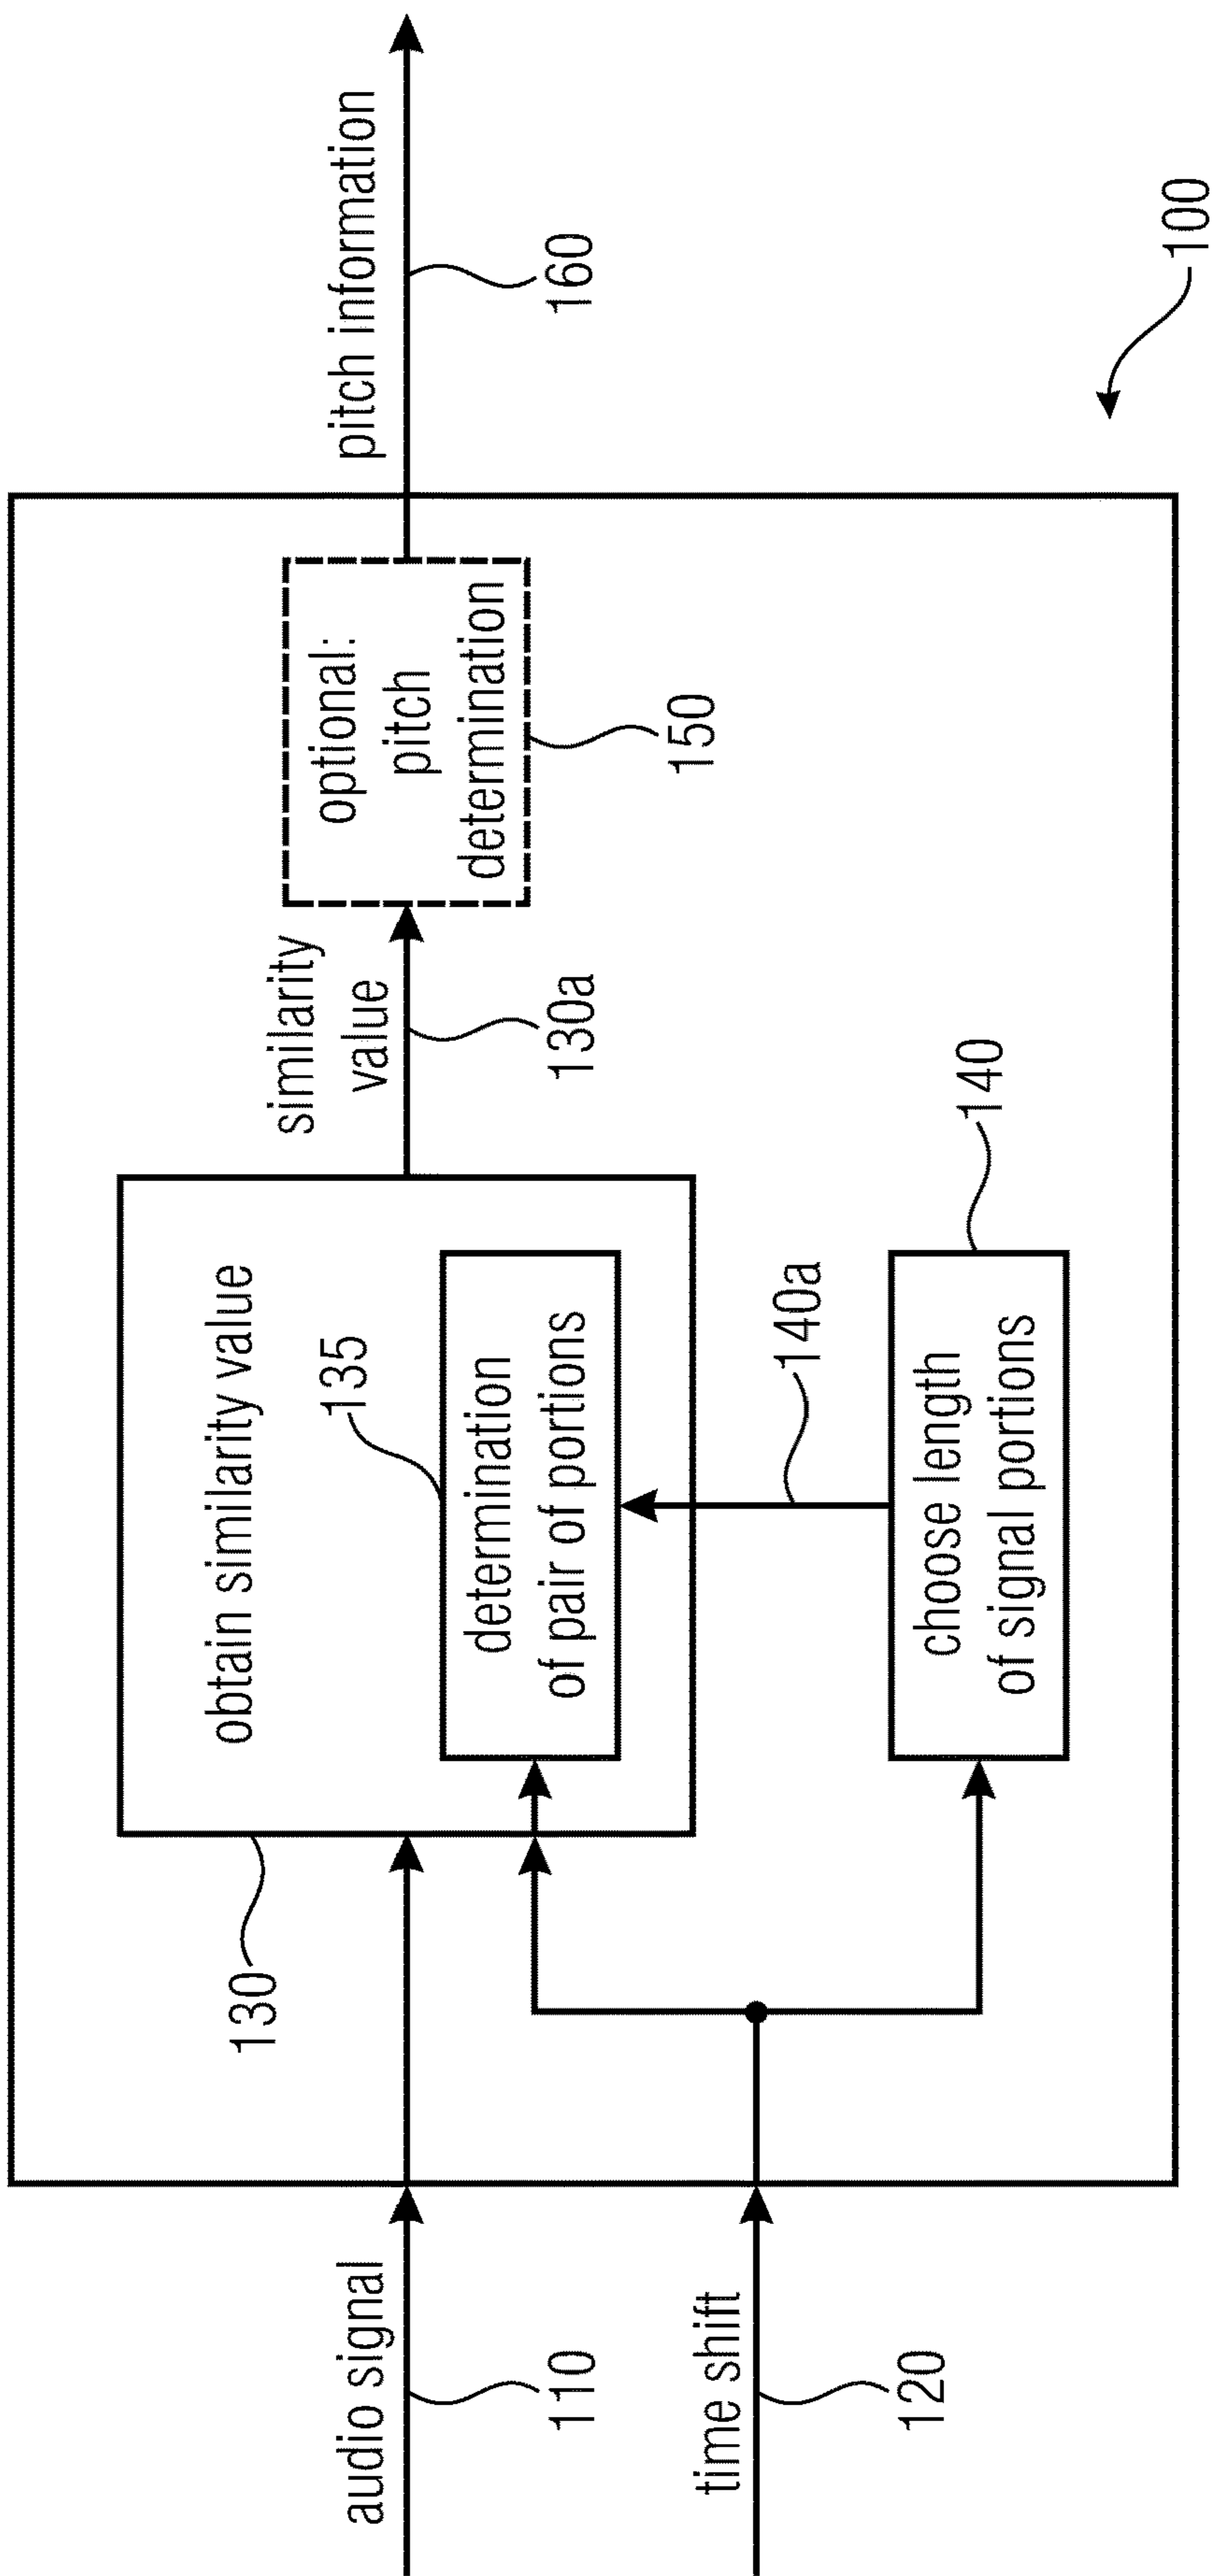 audio signal
110
time shift
120
130
obtain similarity value
135
determination
of pair of portions
140a
choose length
of signal portions
140
similarity
value
130a
optional:
pitch
determination
150
pitch information
160
100